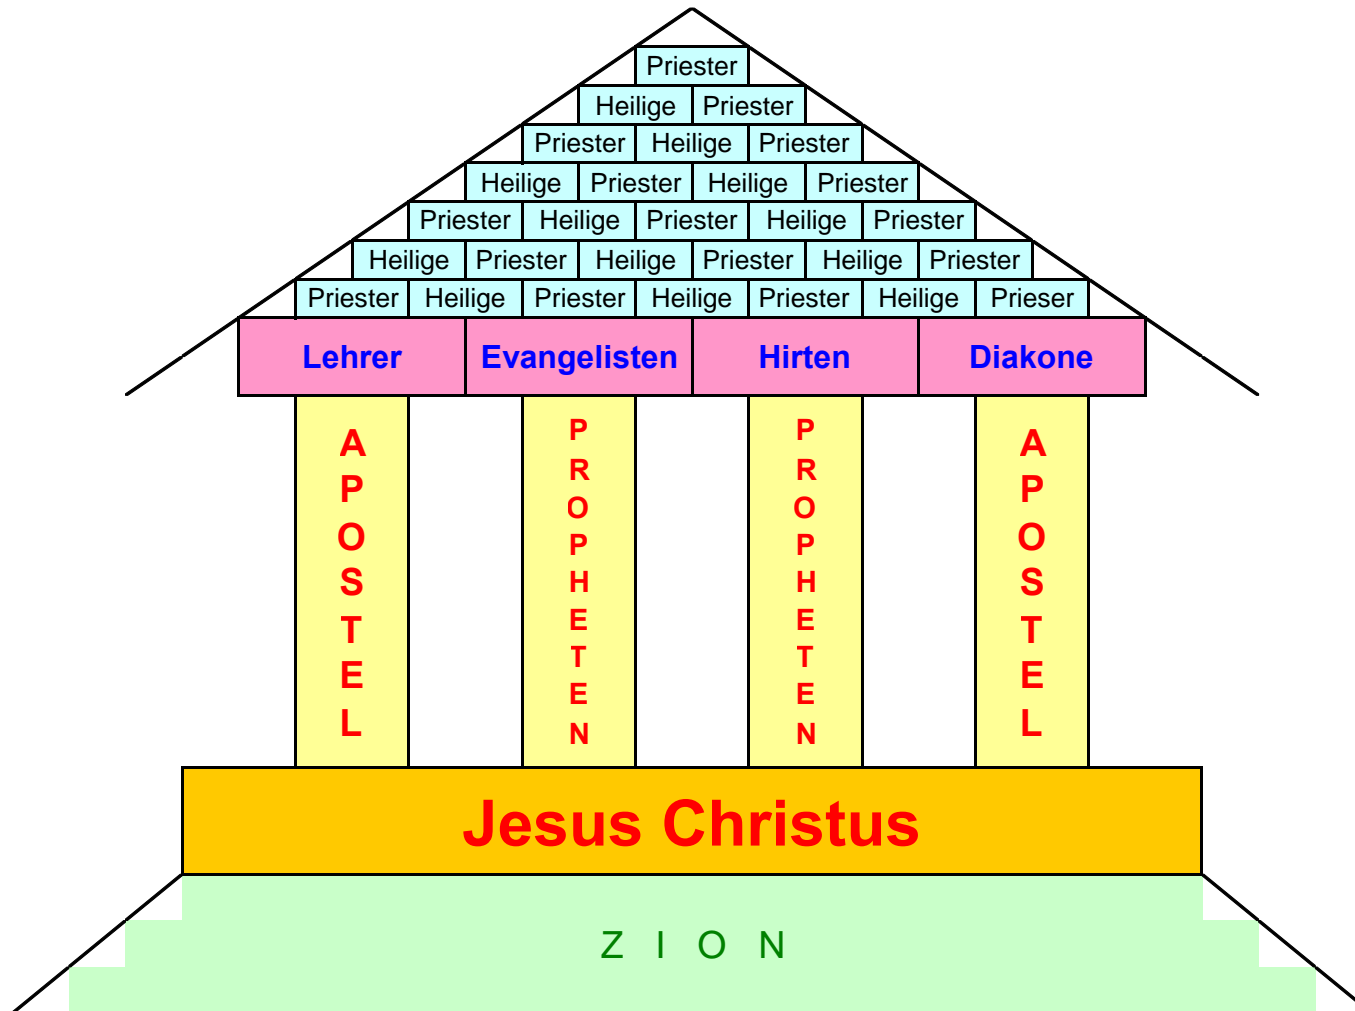 Priester
Heilige Priester
Priester Heilige Priester
Heilige Priester Heilige Priester
Priester Heilige Priester Heilige Priester
Heilige Priester Heilige Priester Heilige Priester
Priester Heilige Priester Heilige Priester Heilige Prieser
Lehrer Evangelisten Hirten Diakone
APOSTEL
PROPHETEN
PROPHETEN
APOSTEL
Jesus Christus
Z I O N